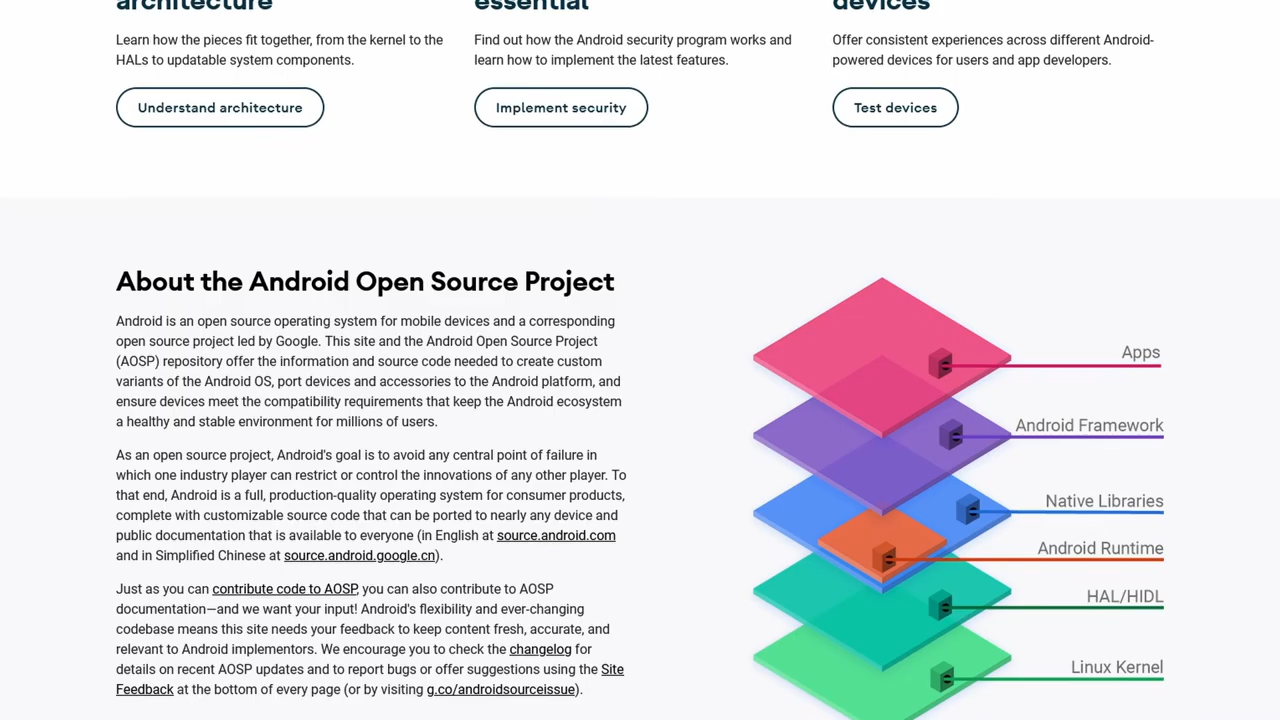 architecture
essential
devices
Learn how the pieces fit together, from the kernel to the
HALs to updatable system components.
Find out how the Android security program works and
learn how to implement the latest features.
Offer consistent experiences across different Android-
powered devices for users and app developers.
Understand architecture
Implement security
Test devices
About the Android Open Source Project
Android is an open source operating system for mobile devices and a corresponding
open source project led by Google. This site and the Android Open Source Project
(AOSP) repository offer the information and source code needed to create custom
variants of the Android OS, port devices and accessories to the Android platform, and
ensure devices meet the compatibility requirements that keep the Android ecosystem
a healthy and stable environment for millions of users.
As an open source project, Android's goal is to avoid any central point of failure in
which one industry player can restrict or control the innovations of any other player. To
that end, Android is a full, production-quality operating system for consumer products,
complete with customizable source code that can be ported to nearly any device and
public documentation that is available to everyone (in English at source.android.com
and in Simplified Chinese at source.android.google.cn).
Just as you can contribute code to AOSP, you can also contribute to AOSP
documentation—and we want your input! Android's flexibility and ever-changing
codebase means this site needs your feedback to keep content fresh, accurate, and
relevant to Android implementors. We encourage you to check the changelog for
details on recent AOSP updates and to report bugs or offer suggestions using the Site
Feedback at the bottom of every page (or by visiting g.co/androidsourceissue).
Apps
Android Framework
Native Libraries
Android Runtime
HAL/HIDL
Linux Kernel